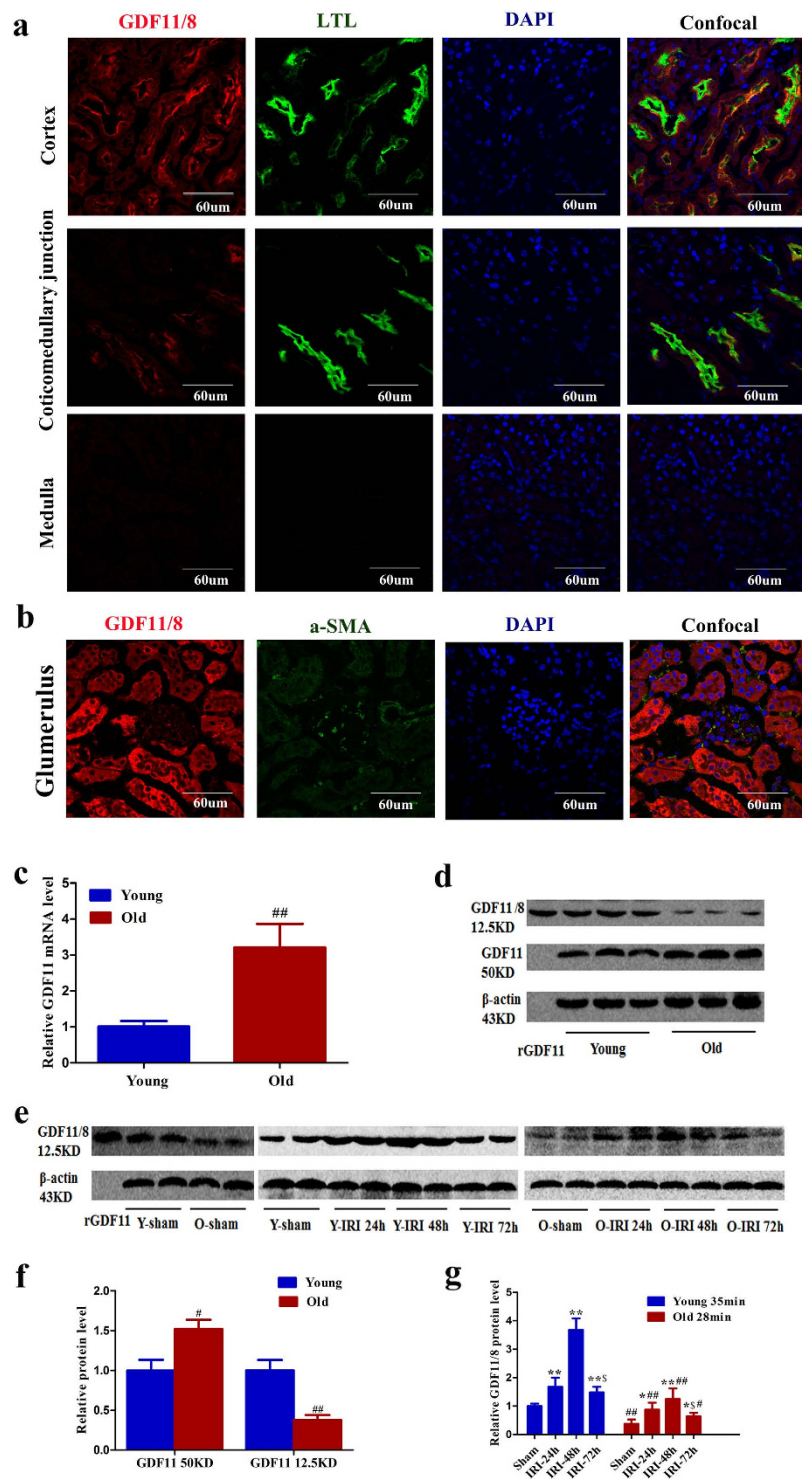 a
GDF11/8 LTL DAPI Confocal
Cortex
60um 60um 60um 60um
Coticomedullary junction
60um 60um 60um 60um
Medulla
60um 60um 60um 60um
b
GDF11/8 a-SMA DAPI Confocal
Glumerulus
60um 60um 60um 60um
c
Relative GDF11 mRNA level
5
4
3
2
1
0
Young
Old
##
Young Old
d
GDF11/8
12.5KD
GDF11
50KD
β-actin
43KD
rGDF11 Young Old
e
GDF11/8
12.5KD
β-actin
43KD
rGDF11 Y-sham O-sham Y-sham Y-IRI 24h Y-IRI 48h Y-IRI 72h O-sham O-IRI 24h O-IRI 48h O-IRI 72h
f
Relative protein level
2.0
1.5
1.0
0.5
0.0
Young
Old
#
##
GDF11 50KD GDF11 12.5KD
g
Relative GDF11/8 protein level
5
4
3
2
1
0
Young 35min
Old 28min
** ** **$ ## *## **## *$#
Sham IRI-24h IRI-48h IRI-72h Sham IRI-24h IRI-48h IRI-72h